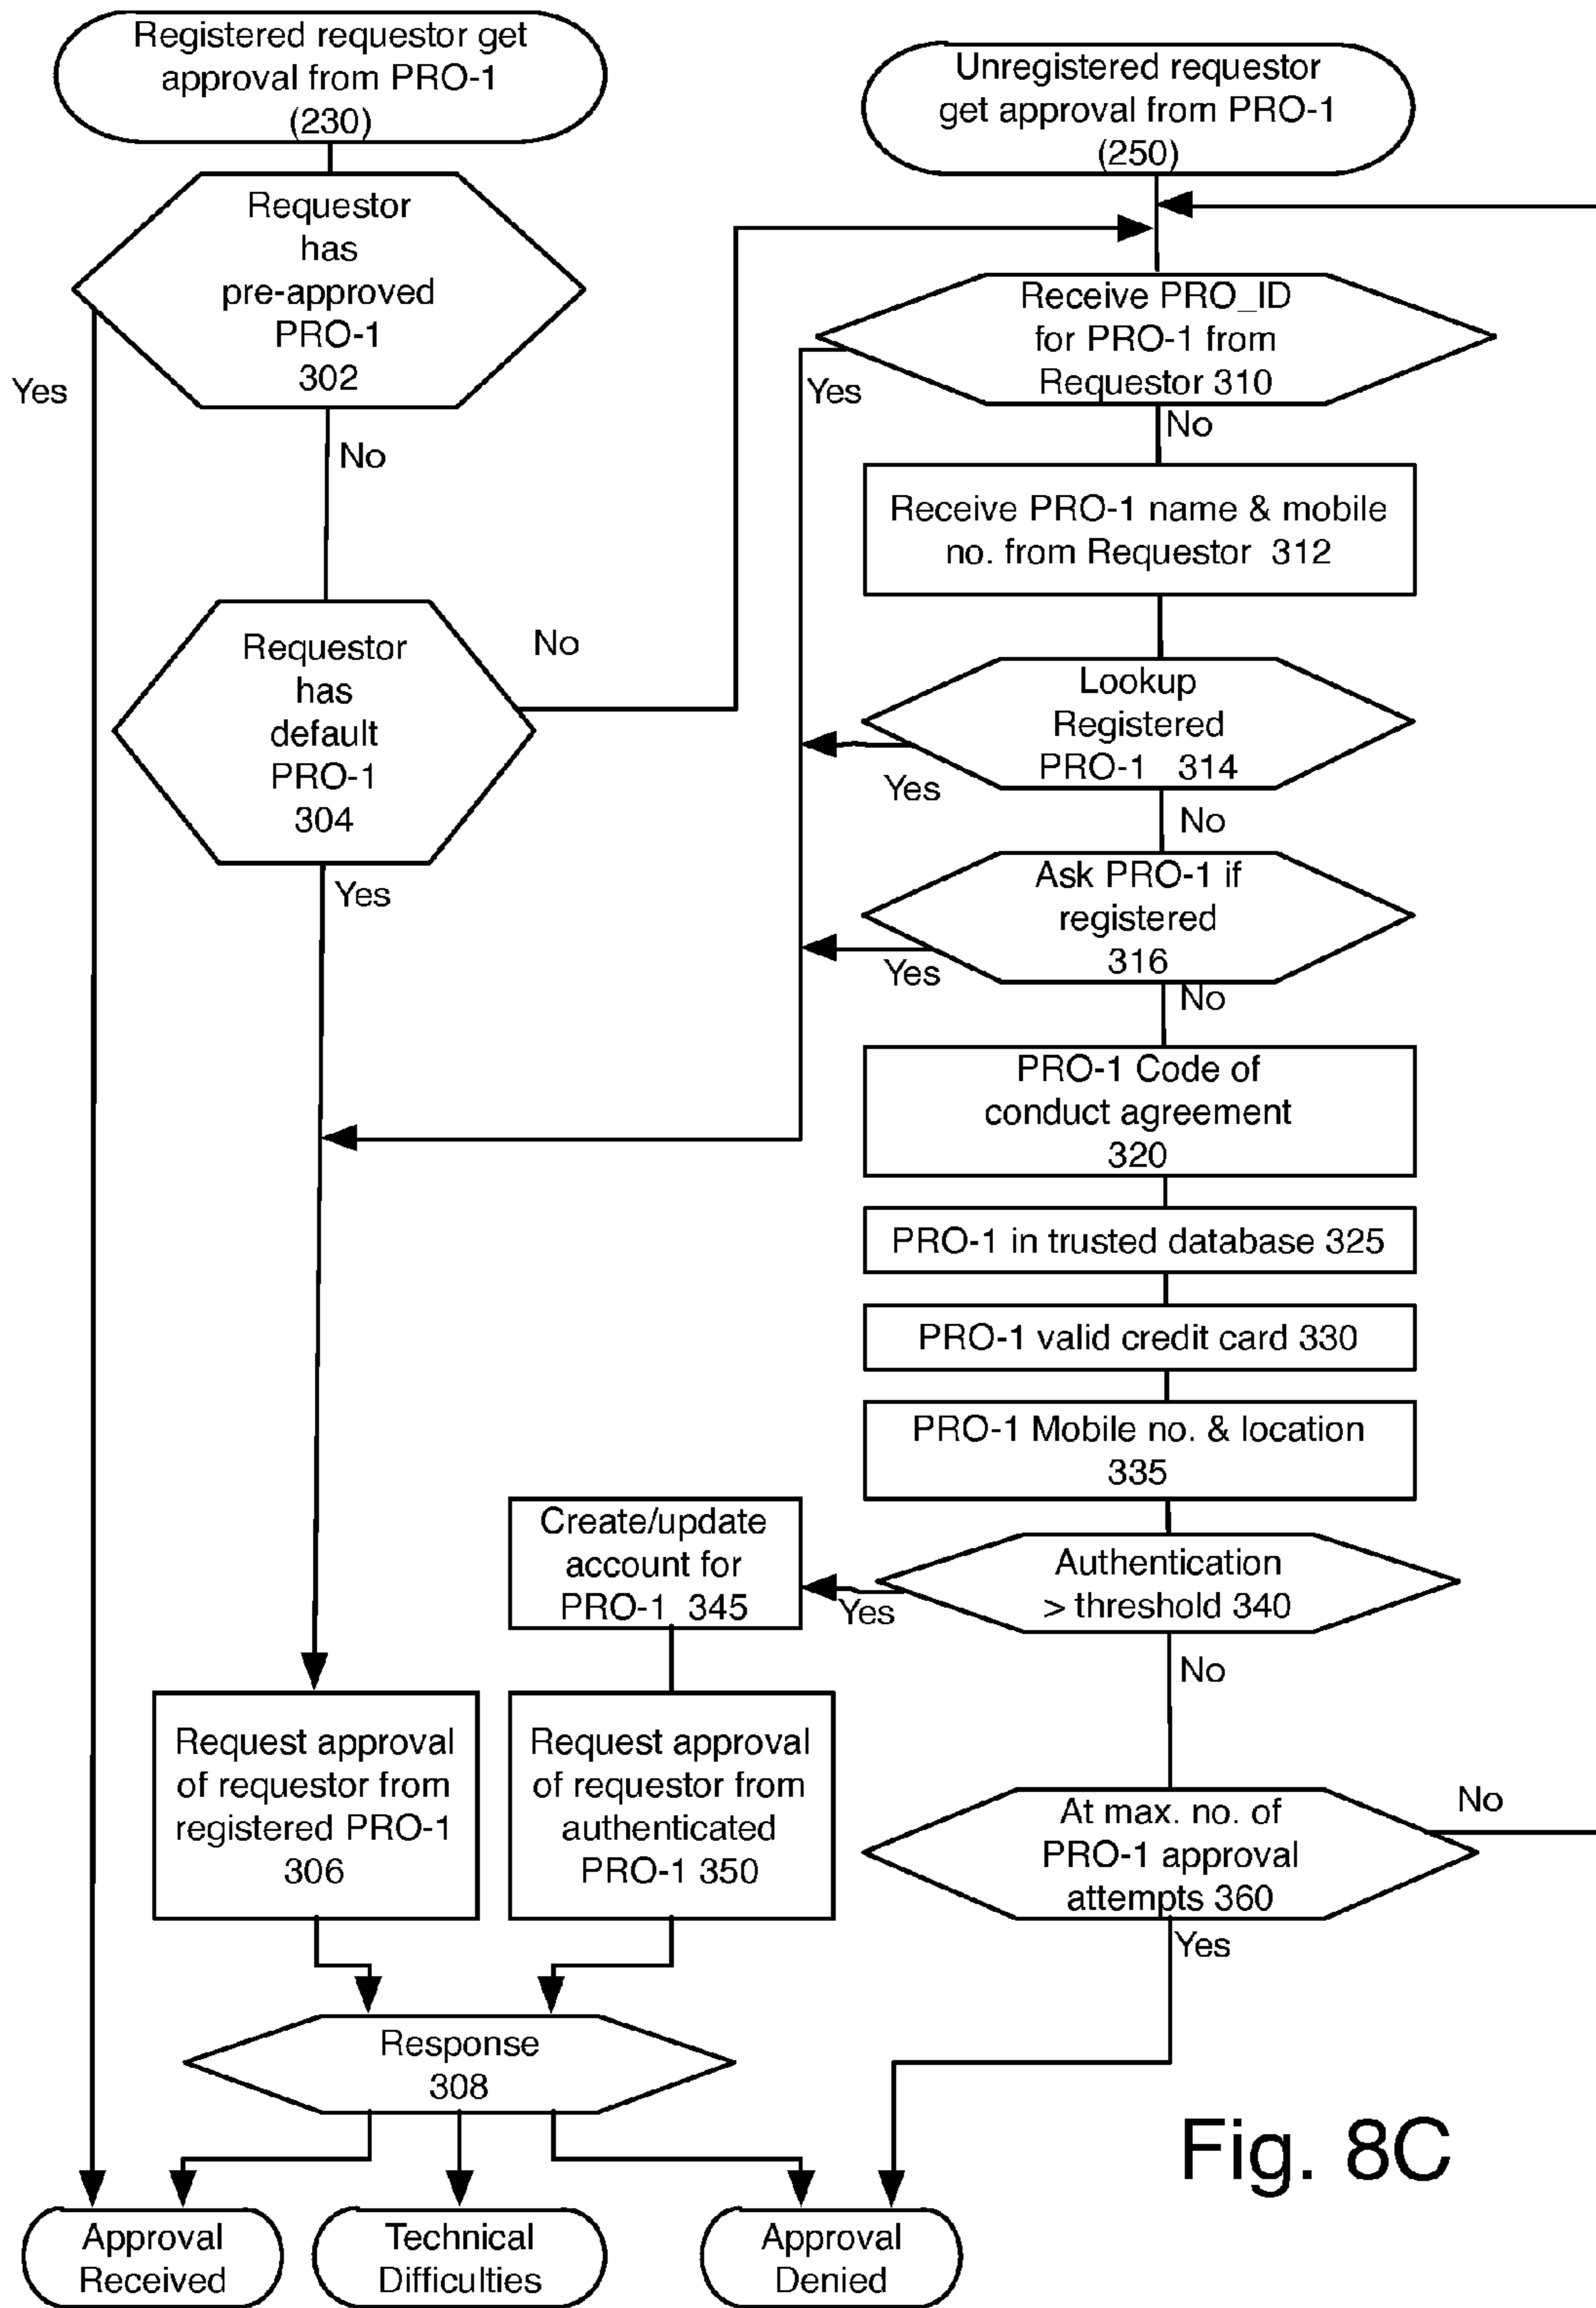 Registered requestor get
approval from PRO-1
(230)
Requestor
has
pre-approved
PRO-1
302
Yes
No
Requestor
has
default
PRO-1
304
No
Yes
Unregistered requestor
get approval from PRO-1
(250)
Receive PRO_ID
for PRO-1 from
Requestor 310
Yes
No
Receive PRO-1 name & mobile
no. from Requestor 312
Lookup
Registered
PRO-1 314
Yes
No
Ask PRO-1 if
registered
316
Yes
No
PRO-1 Code of
conduct agreement
320
PRO-1 in trusted database 325
PRO-1 valid credit card 330
PRO-1 Mobile no. & location
335
Authentication
> threshold 340
Yes
No
Create/update
account for
PRO-1 345
Request approval
of requestor from
registered PRO-1
306
Request approval
of requestor from
authenticated
PRO-1 350
At max. no. of
PRO-1 approval
attempts 360
No
Yes
Response
308
Approval
Received
Technical
Difficulties
Approval
Denied
Fig. 8C